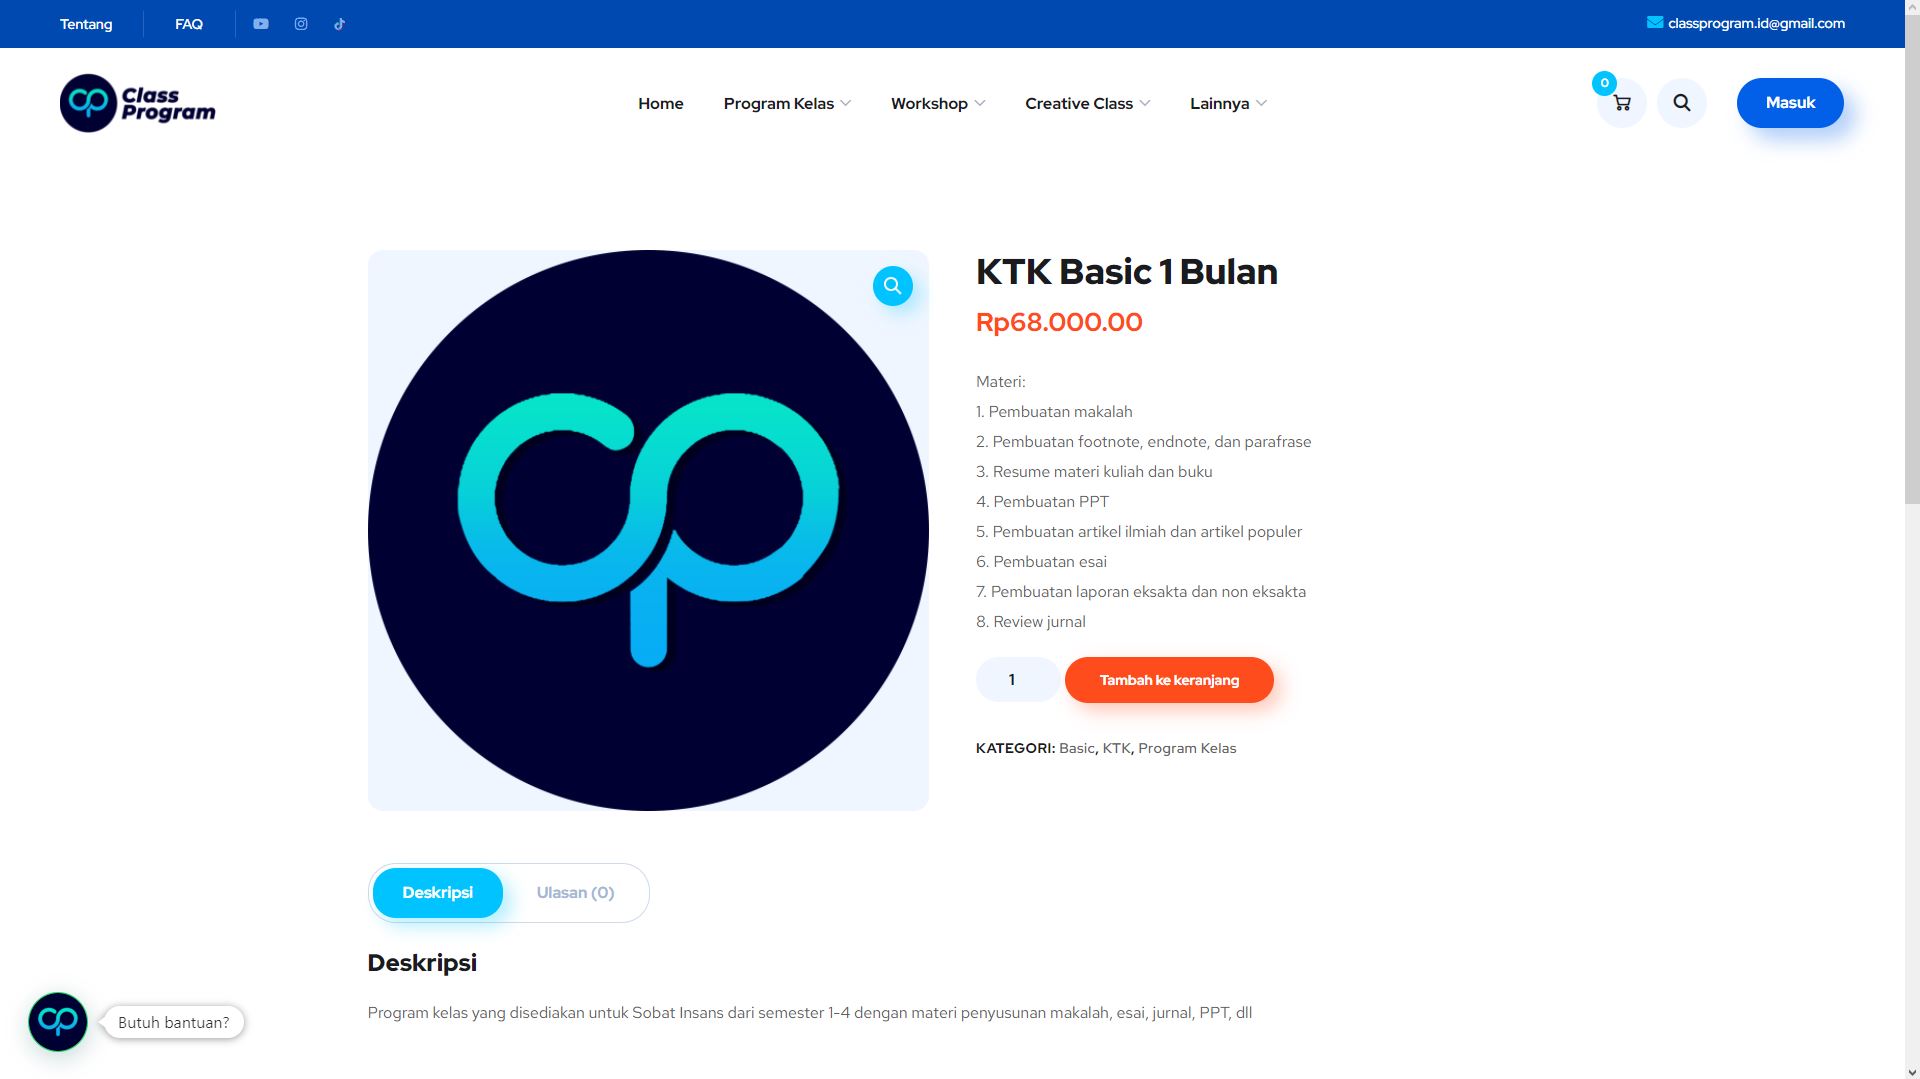 Tentang
FAQ
classprogram.id@gmail.com
Class
Program
Home
Program Kelas
Workshop
Creative Class
Lainnya
0
Masuk
KTK Basic 1 Bulan
Rp68.000.00
Materi:
1. Pembuatan makalah
2. Pembuatan footnote, endnote, dan parafrase
3. Resume materi kuliah dan buku
4. Pembuatan PPT
5. Pembuatan artikel ilmiah dan artikel populer
6. Pembuatan esai
7. Pembuatan laporan eksakta dan non eksakta
8. Review jurnal
1
Tambah ke keranjang
KATEGORI: Basic, KTK, Program Kelas
Deskripsi
Ulasan (0)
Deskripsi
Program kelas yang disediakan untuk Sobat Insans dari semester 1-4 dengan materi penyusunan makalah, esai, jurnal, PPT, dll
Butuh bantuan?